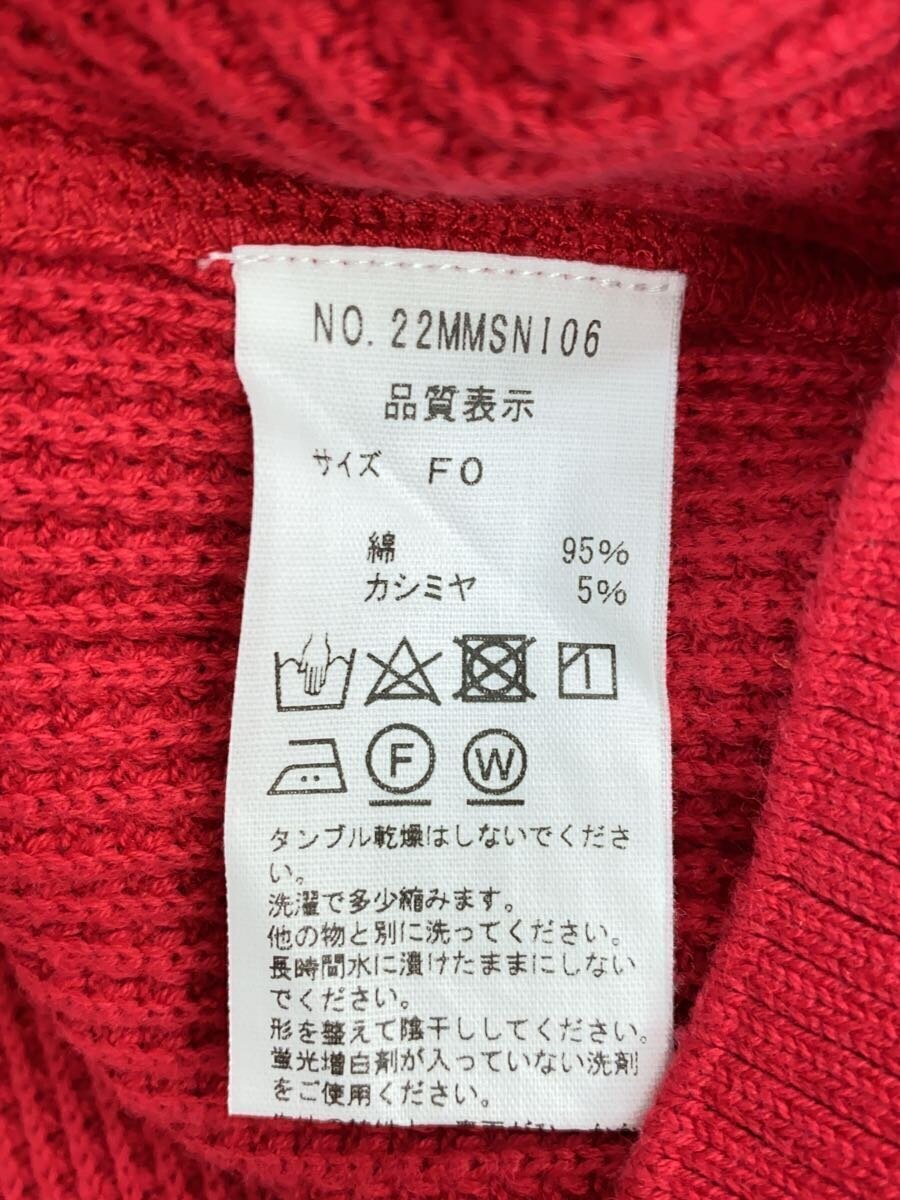 NO.22MMSNI06
品質表示
サイズ FO
綿 95%
カシミヤ 5%
F W
タンブル乾燥はしないでくださ
い。
洗濯で多少縮みます。
他の物と別に洗ってください。
長時間水に漬けたままにしない
でください。
形を整えて陰干ししてください。
蛍光増白剤が入っていない洗剤
をご使用ください。